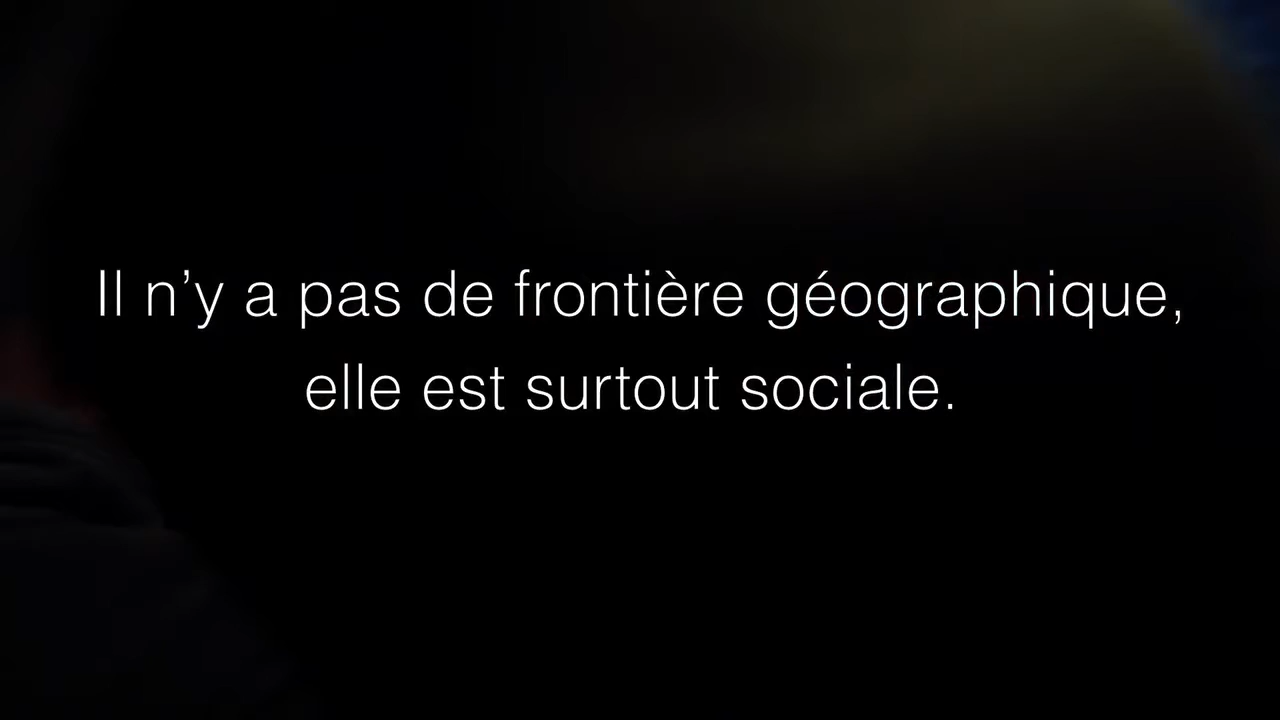 Il n’y a pas de frontière géographique,
elle est surtout sociale.